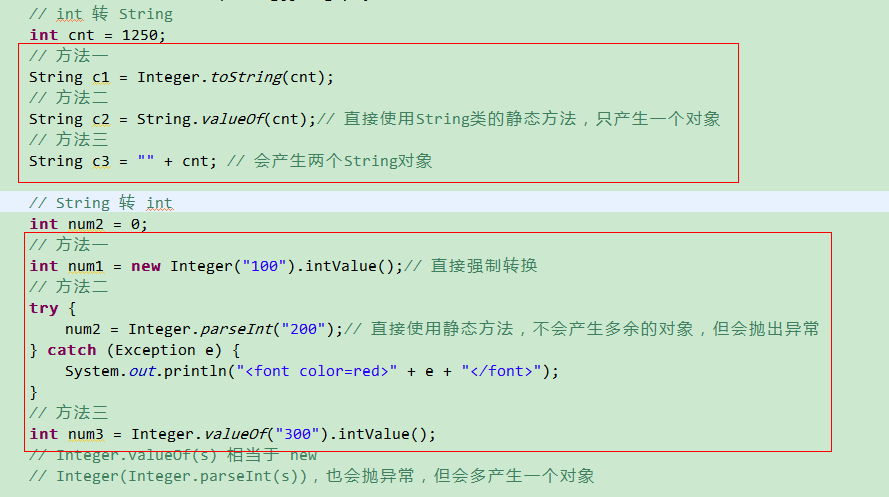 // int 转 String
int cnt = 1250;
// 方法一
String c1 = Integer.toString(cnt);
// 方法二
String c2 = String.valueOf(cnt);// 直接使用String类的静态方法，只产生一个对象
// 方法三
String c3 = "" + cnt; // 会产生两个String对象
// String 转 int
int num2 = 0;
// 方法一
int num1 = new Integer("100").intValue();// 直接强制转换
// 方法二
try {
num2 = Integer.parseInt("200");// 直接使用静态方法，不会产生多余的对象，但会抛出异常
} catch (Exception e) {
System.out.println("<font color=red>" + e + "</font>");
}
// 方法三
int num3 = Integer.valueOf("300").intValue();
// Integer.valueOf(s) 相当于 new
// Integer(Integer.parseInt(s))，也会抛异常，但会多产生一个对象